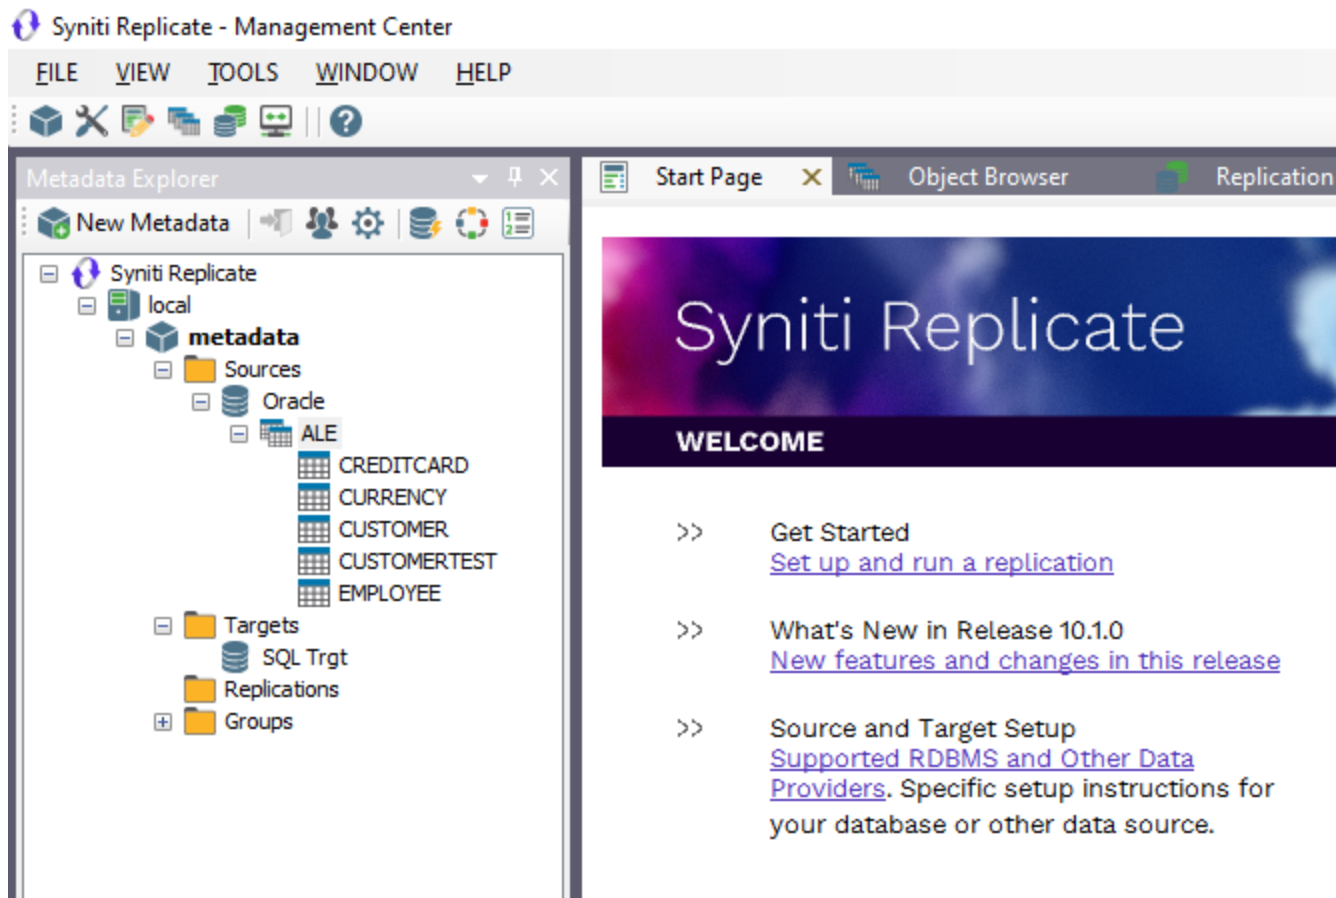 Syniti Replicate - Management Center
FILE VIEW TOOLS WINDOW HELP
Metadata Explorer
New Metadata
Syniti Replicate
local
metadata
Sources
Oracle
ALE
CREDITCARD
CURRENCY
CUSTOMER
CUSTOMERTEST
EMPLOYEE
Targets
SQL Trgt
Replications
Groups
Start Page Object Browser Replication
Syniti Replicate
WELCOME
>> Get Started
Set up and run a replication
>> What's New in Release 10.1.0
New features and changes in this release
>> Source and Target Setup
Supported RDBMS and Other Data
Providers. Specific setup instructions for
your database or other data source.